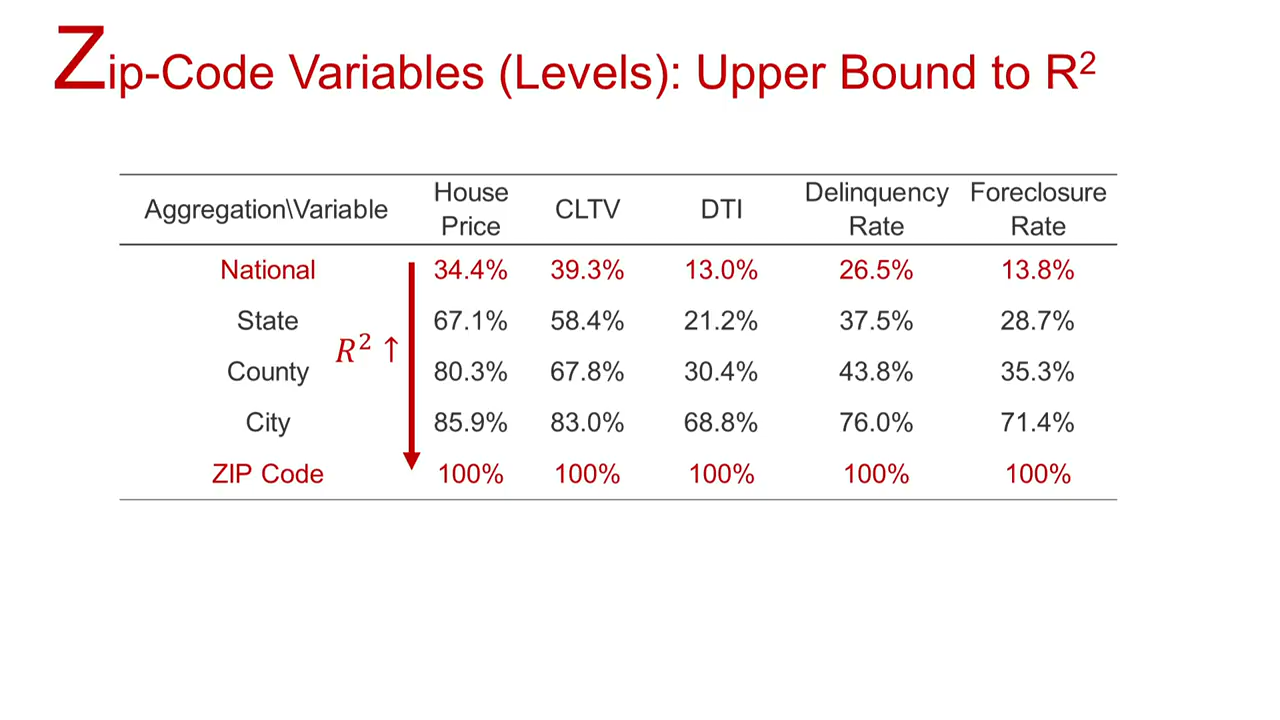 Zip-Code Variables (Levels): Upper Bound to R²
Aggregation\Variable House Price CLTV DTI Delinquency Rate Foreclosure Rate
National 34.4% 39.3% 13.0% 26.5% 13.8%
State 67.1% 58.4% 21.2% 37.5% 28.7%
R² ↑
County 80.3% 67.8% 30.4% 43.8% 35.3%
City 85.9% 83.0% 68.8% 76.0% 71.4%
ZIP Code 100% 100% 100% 100% 100%